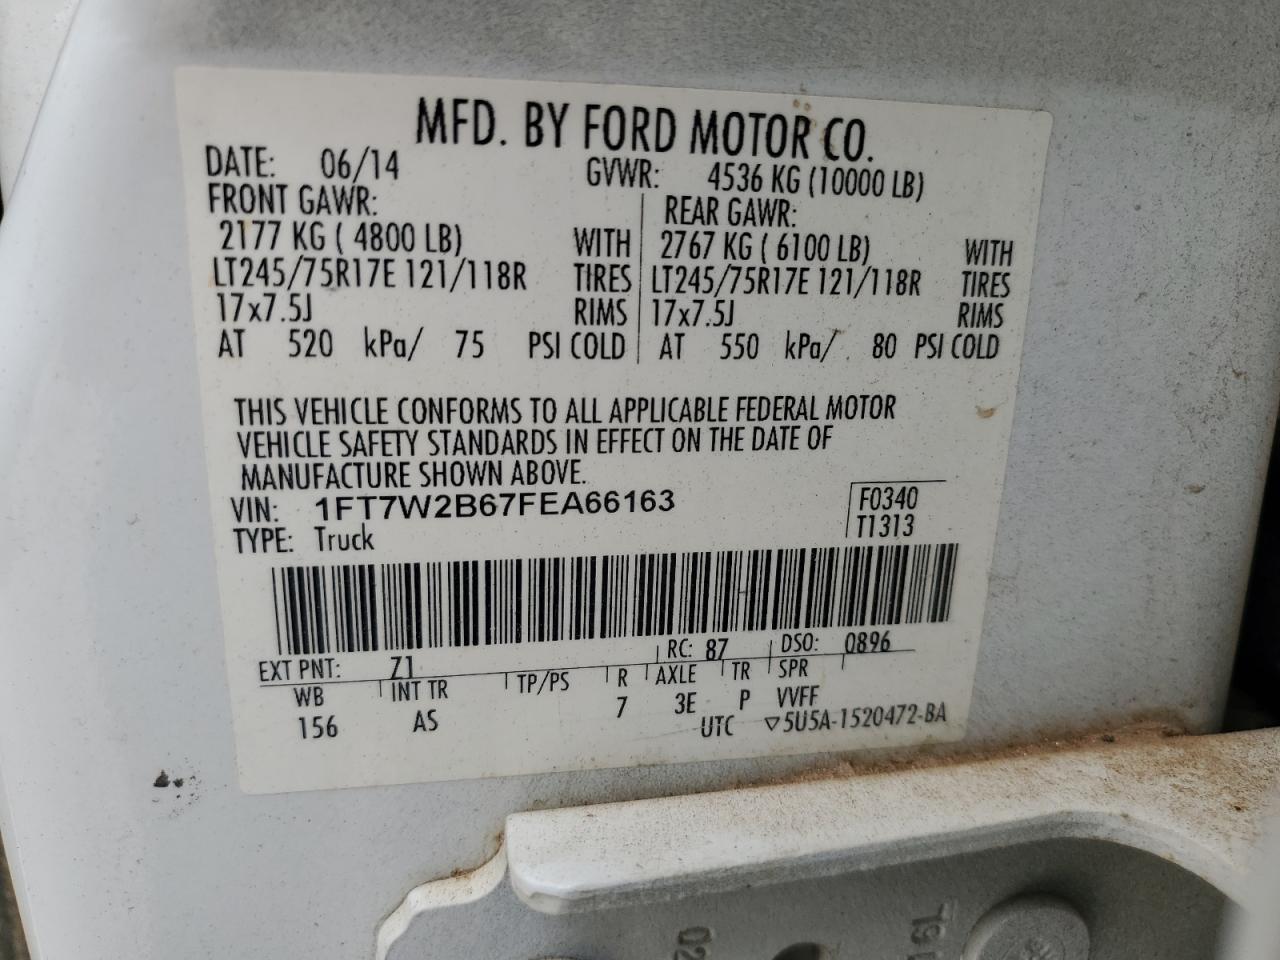 MFD. BY FORD MOTOR CO.
DATE: 06/14 GVWR: 4536 KG (10000 LB)
FRONT GAWR: REAR GAWR:
2177 KG ( 4800 LB) WITH 2767 KG ( 6100 LB) WITH
LT245/75R17E 121/118R TIRES LT245/75R17E 121/118R TIRES
17x7.5J RIMS 17x7.5J RIMS
AT 520 kPa/ 75 PSI COLD AT 550 kPa/ 80 PSI COLD
THIS VEHICLE CONFORMS TO ALL APPLICABLE FEDERAL MOTOR
VEHICLE SAFETY STANDARDS IN EFFECT ON THE DATE OF
MANUFACTURE SHOWN ABOVE.
VIN: 1FT7W2B67FEA66163 F0340
TYPE: Truck T1313
EXT PNT: Z1 RC: 87 DSO: 0896
WB INT TR TP/PS R AXLE TR SPR
156 AS 7 3E P VVFF
UTC ▽5U5A-1520472-BA
02